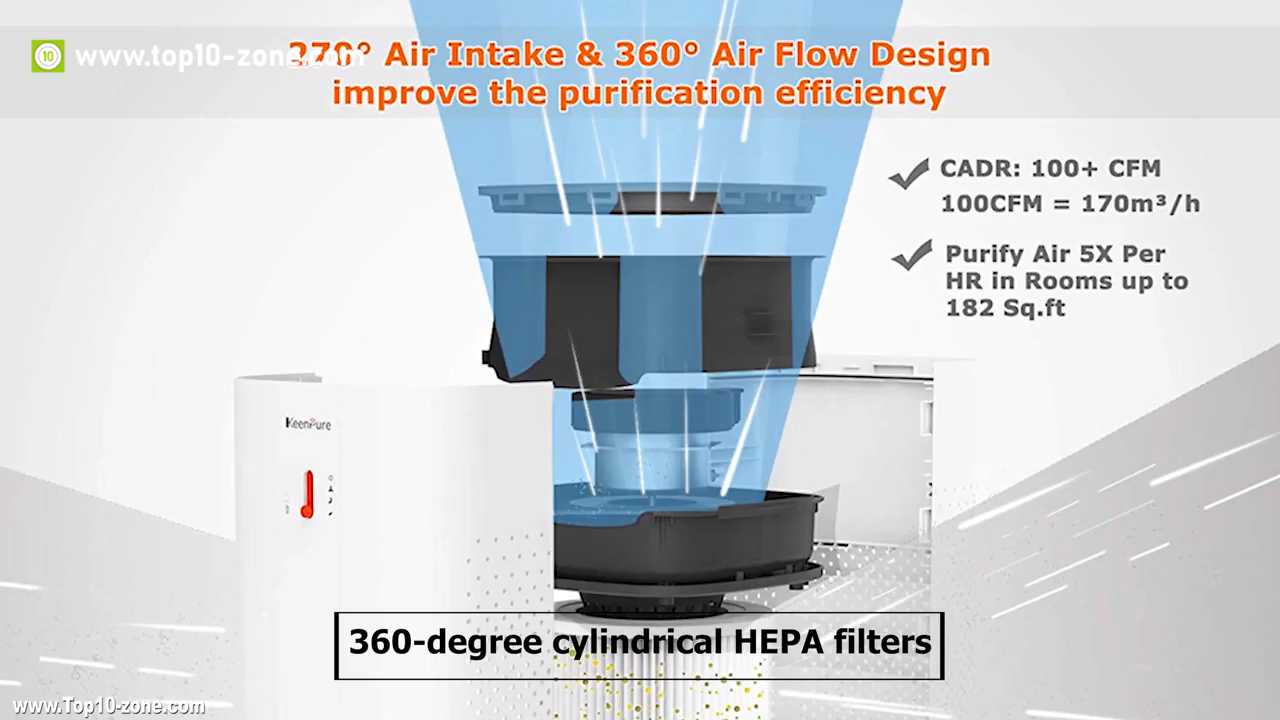 www.top10-zone.com
270° Air Intake & 360° Air Flow Design
improve the purification efficiency
CADR: 100+ CFM
100CFM = 170m³/h
Purify Air 5X Per
HR in Rooms up to
182 Sq.ft
KeenPure
360-degree cylindrical HEPA filters
www.Top10-zone.com
10